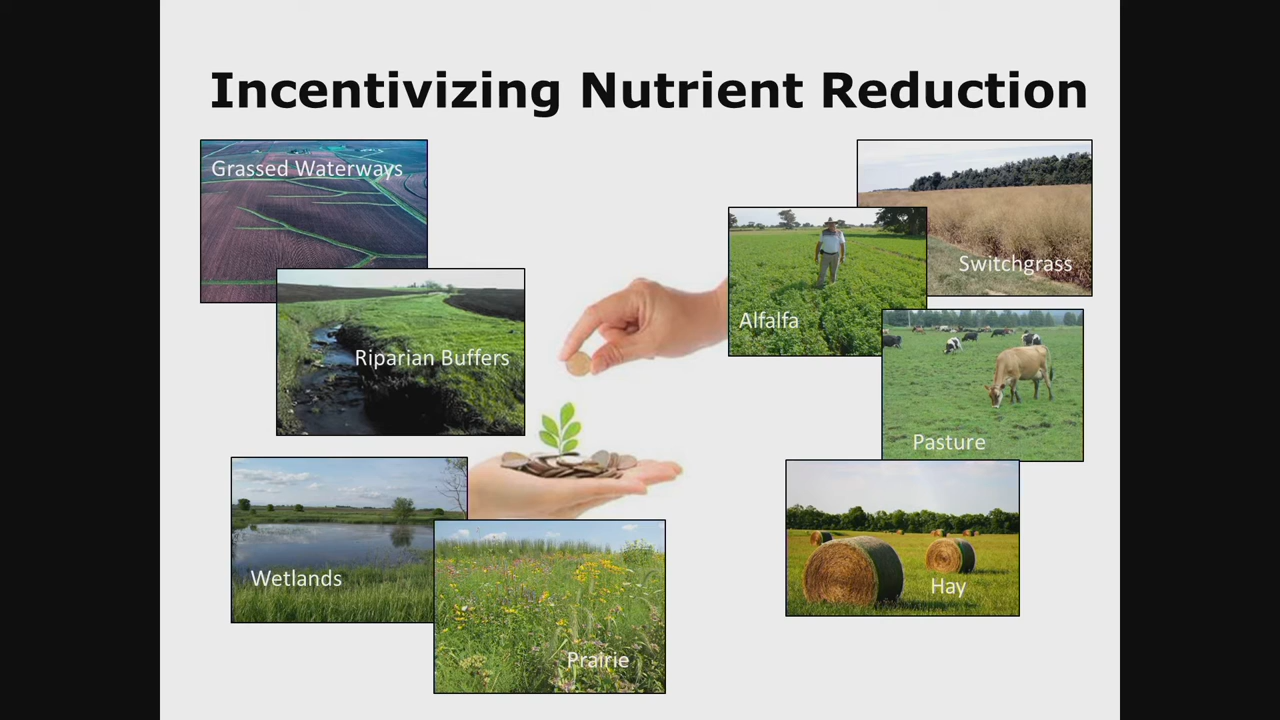 Incentivizing Nutrient Reduction
Grassed Waterways
Riparian Buffers
Wetlands
Prairie
Switchgrass
Alfalfa
Pasture
Hay